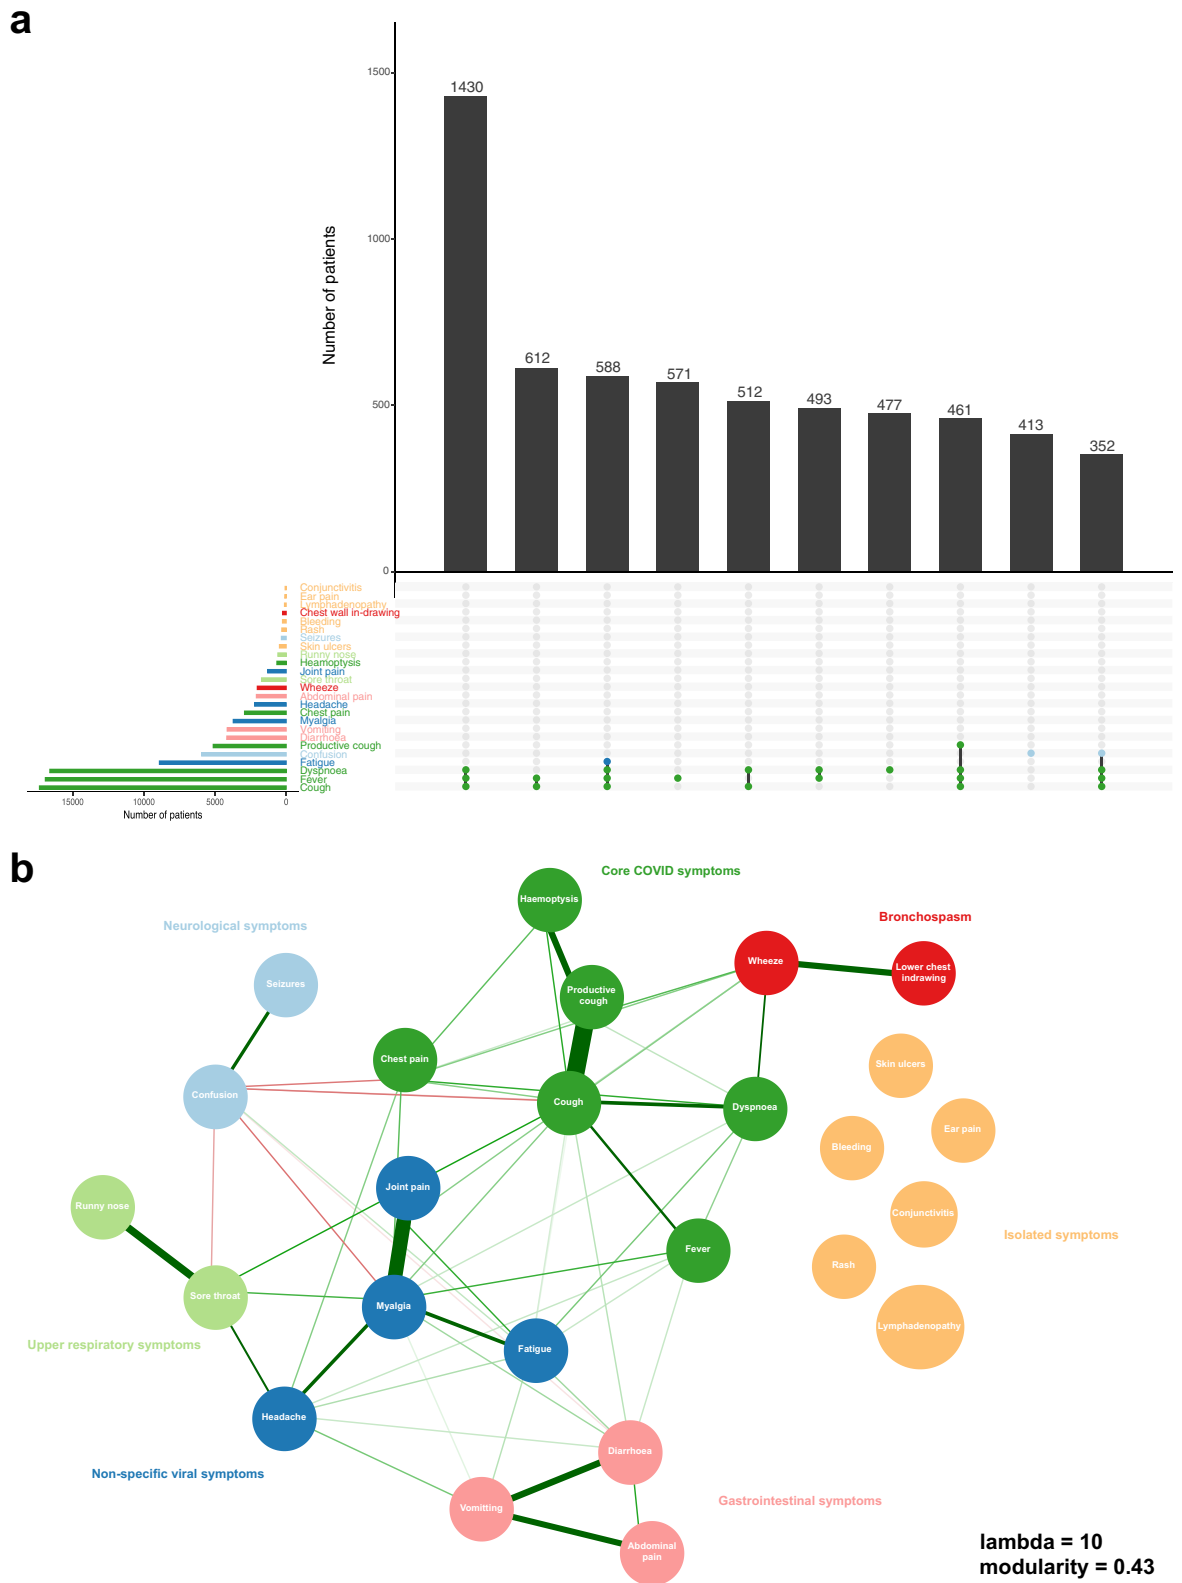 a
Number of patients
1500
1000
500
0
1430
612
588
571
512
493
477
461
413
352
Conjunctivitis
Ear pain
Lymphadenopathy
Chest wall in-drawing
Bleeding
Rash
Seizures
Skin ulcers
Runny nose
Heamoptysis
Joint pain
Sore throat
Wheeze
Abdominal pain
Headache
Chest pain
Myalgia
Vomiting
Diarrhoea
Productive cough
Confusion
Fatigue
Dyspnoea
Fever
Cough
15000
10000
5000
0
Number of patients
b
Core COVID symptoms
Haemoptysis
Neurological symptoms
Bronchospasm
Wheeze
Lower chest
indrawing
Seizures
Productive
cough
Chest pain
Skin ulcers
Confusion
Cough
Dyspnoea
Ear pain
Bleeding
Joint pain
Runny nose
Conjunctivitis
Isolated symptoms
Fever
Rash
Sore throat
Myalgia
Lymphadenopathy
Upper respiratory symptoms
Fatigue
Headache
Diarrhoea
Non-specific viral symptoms
Gastrointestinal symptoms
Vomitting
Abdominal
pain
lambda = 10
modularity = 0.43